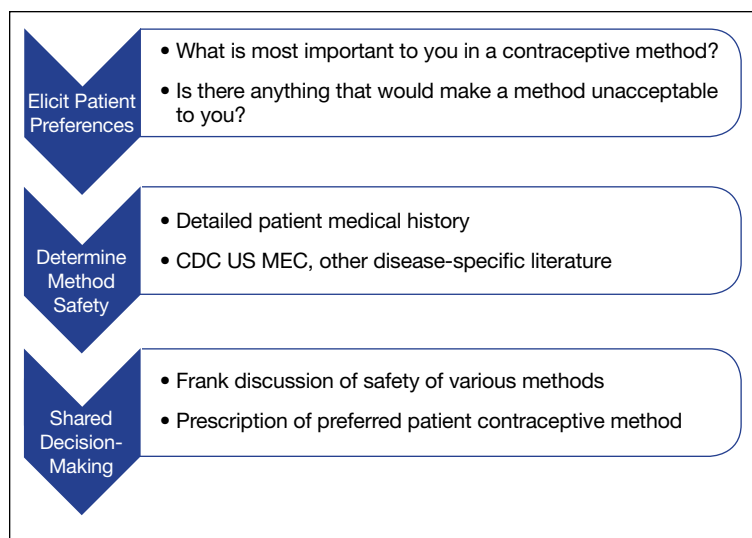 Elicit Patient
Preferences
• What is most important to you in a contraceptive method?
• Is there anything that would make a method unacceptable
to you?
Determine
Method
Safety
• Detailed patient medical history
• CDC US MEC, other disease-specific literature
Shared
Decision-
Making
• Frank discussion of safety of various methods
• Prescription of preferred patient contraceptive method